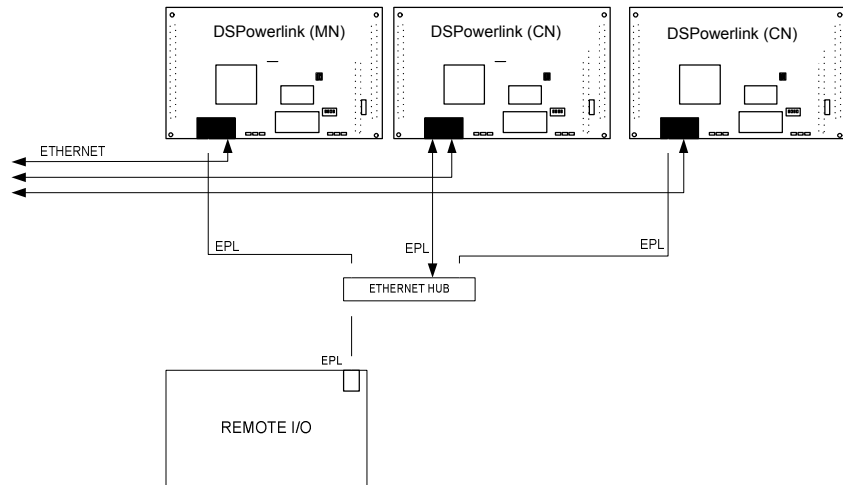 DSPowerlink (MN)
DSPowerlink (CN)
DSPowerlink (CN)
ETHERNET
EPL
EPL
EPL
ETHERNET HUB
EPL
REMOTE I/O